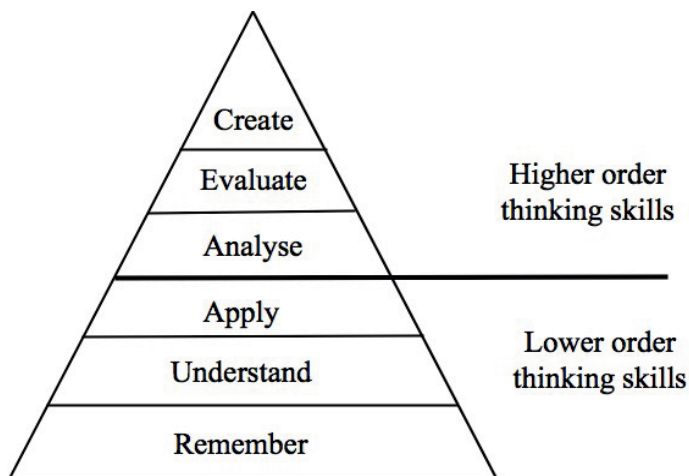 Create
Evaluate
Analyse
Apply
Understand
Remember
Higher order
thinking skills
Lower order
thinking skills